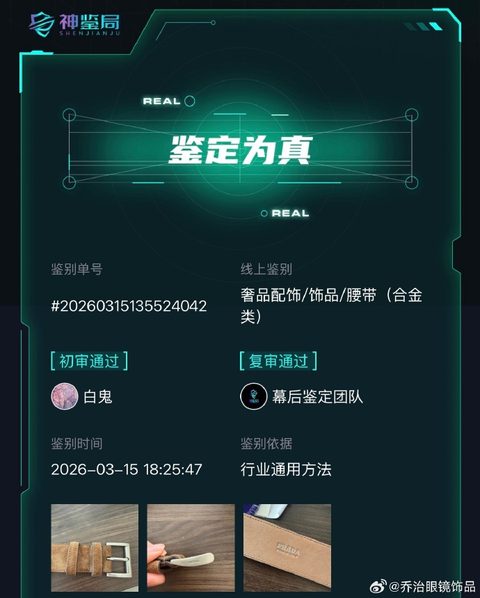 神鉴局
SHENJIANJU
REAL
鉴定为真
REAL
鉴别单号
线上鉴别
#20260315135524042
奢品配饰/饰品/腰带（合金
类）
初审通过
复审通过
白鬼
幕后鉴定团队
鉴别时间
鉴别依据
2026-03-15 18:25:47
行业通用方法
PRADA
@乔治眼镜饰品